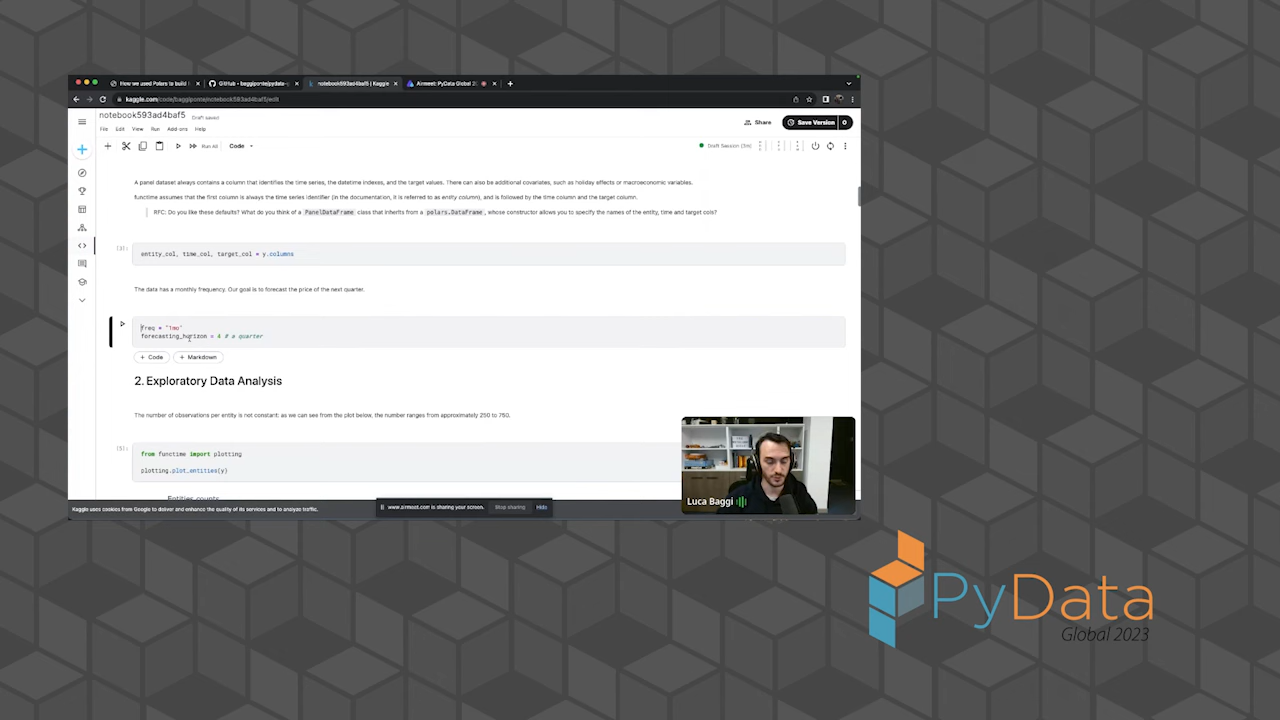 How we used Polars to build
GitHub - baggiponte/pydata-g
notebook593ad4baf5 | Kaggle
Airmeet: PyData Global 202
kaggle.com/code/baggiponte/notebook593ad4baf5/edit
notebook593ad4baf5
Draft saved
File Edit View Run Add-ons Help
Share
Save Version 0
Run All
Code
Draft Session (3m)
A panel dataset always contains a column that identifies the time series, the datetime indexes, and the target values. There can also be additional covariates, such as holiday effects or macroeconomic variables.
functime assumes that the first column is always the time series identifier (in the documentation, it is referred to as entity column), and is followed by the time column and the target column.
RFC: Do you like these defaults? What do you think of a PanelDataFrame class that inherits from a polars.DataFrame, whose constructor allows you to specify the names of the entity, time and target cols?
[3]:
entity_col, time_col, target_col = y.columns
The data has a monthly frequency. Our goal is to forecast the price of the next quarter.
freq = "1mo"
forecasting_horizon = 4 # a quarter
+ Code + Markdown
2. Exploratory Data Analysis
The number of observations per entity is not constant: as we can see from the plot below, the number ranges from approximately 250 to 750.
[5]:
from functime import plotting
plotting.plot_entities(y)
Entities counts
Kaggle uses cookies from Google to deliver and enhance the quality of its services and to analyze traffic.
www.airmeet.com is sharing your screen.
Stop sharing
Hide
Luca Baggi
PyData
Global 2023